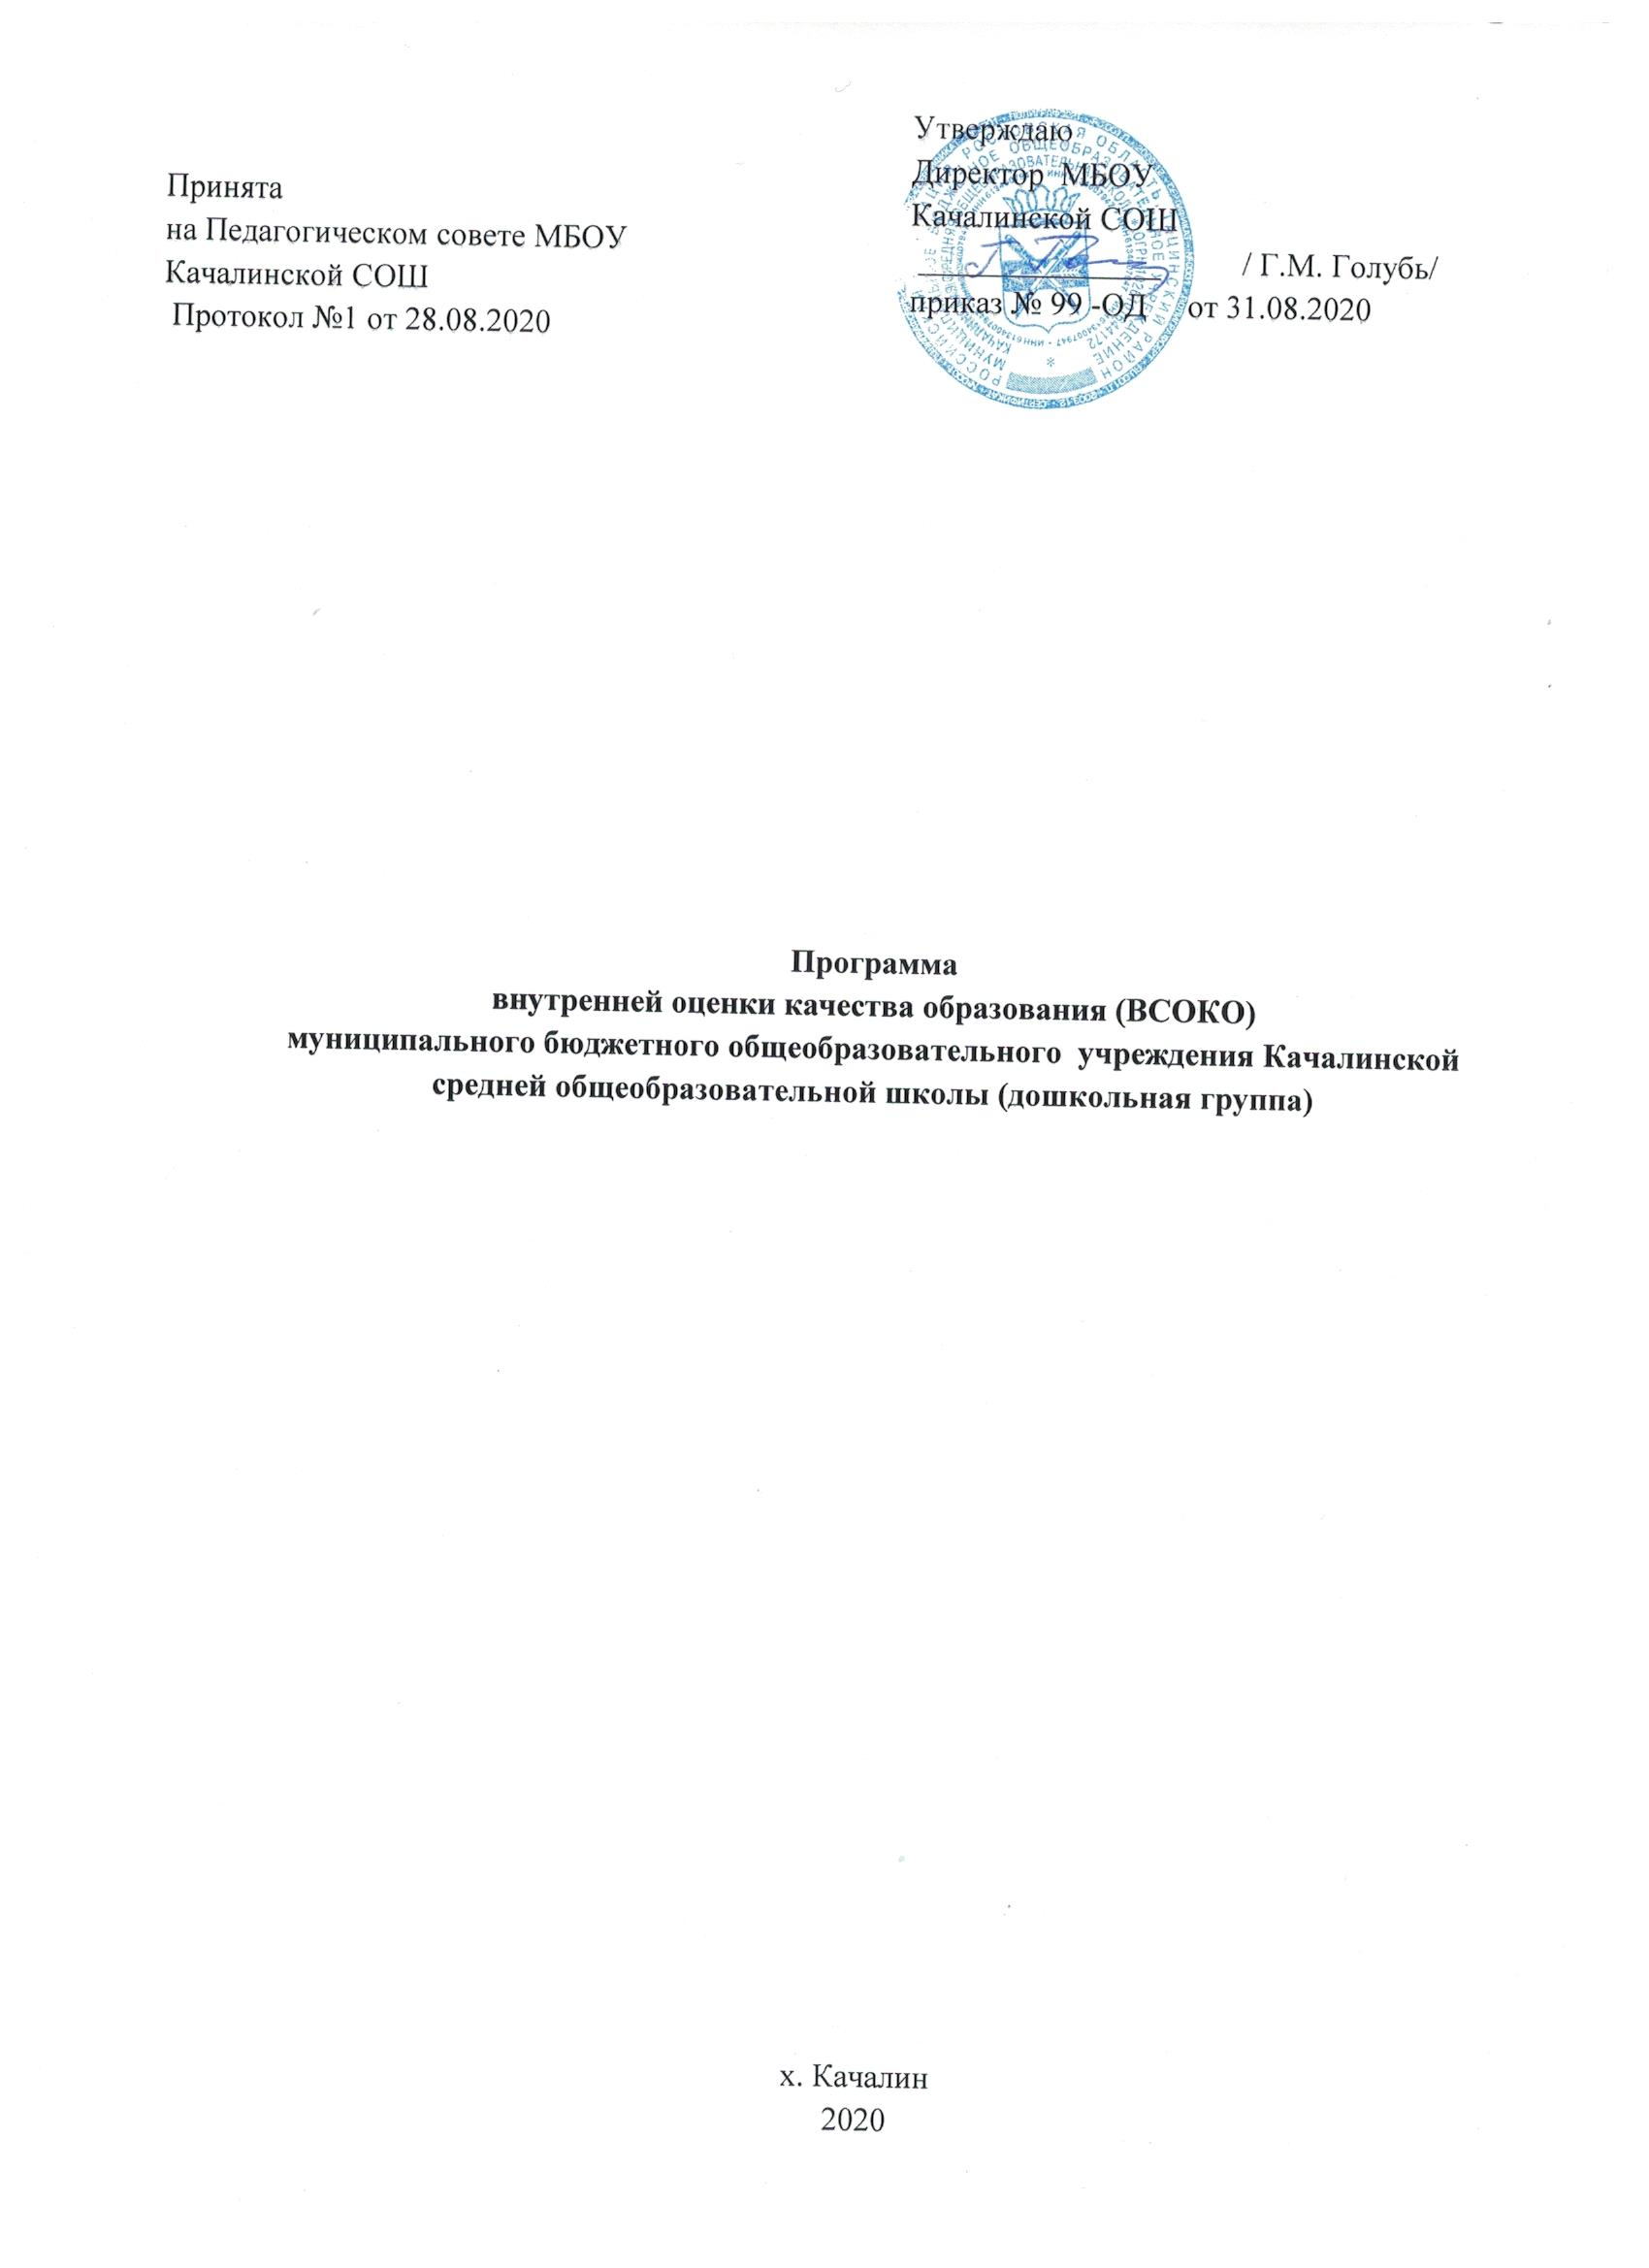 Принята
на Педагогическом совете МБОУ
Качалинской СОШ
Протокол №1 от 28.08.2020
Утверждаю
Директор МБОУ
Качалинской СОШ
/ Г.М. Голубь/
приказ № 99 -ОД от 31.08.2020
Программа
внутренней оценки качества образования (ВСОКО)
муниципального бюджетного общеобразовательного учреждения Качалинской
средней общеобразовательной школы (дошкольная группа)
х. Качалин
2020